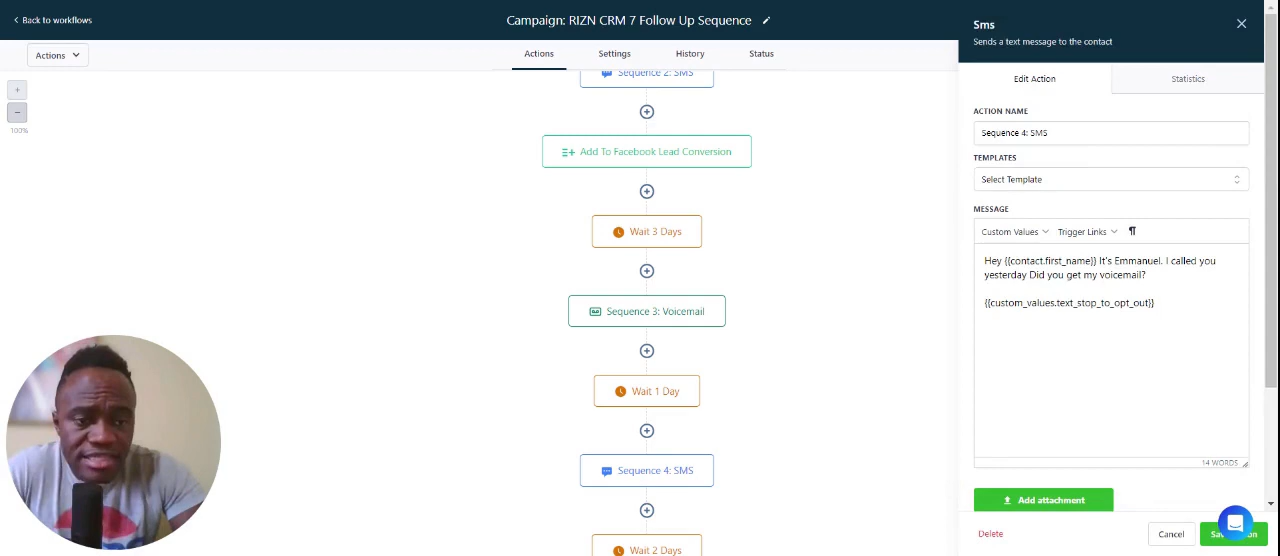 Back to workflows
Campaign: RIZN CRM 7 Follow Up Sequence
Actions
Actions Settings History Status
100%
Sequence 2: SMS
Add To Facebook Lead Conversion
Wait 3 Days
Sequence 3: Voicemail
Wait 1 Day
Sequence 4: SMS
Wait 2 Days
Sms
Sends a text message to the contact
Edit Action Statistics
ACTION NAME
Sequence 4: SMS
TEMPLATES
Select Template
MESSAGE
Custom Values Trigger Links ¶
Hey {{contact.first_name}} It's Emmanuel. I called you
yesterday Did you get my voicemail?
{{custom_values.text_stop_to_opt_out}}
14 WORDS
Add attachment
Delete Cancel